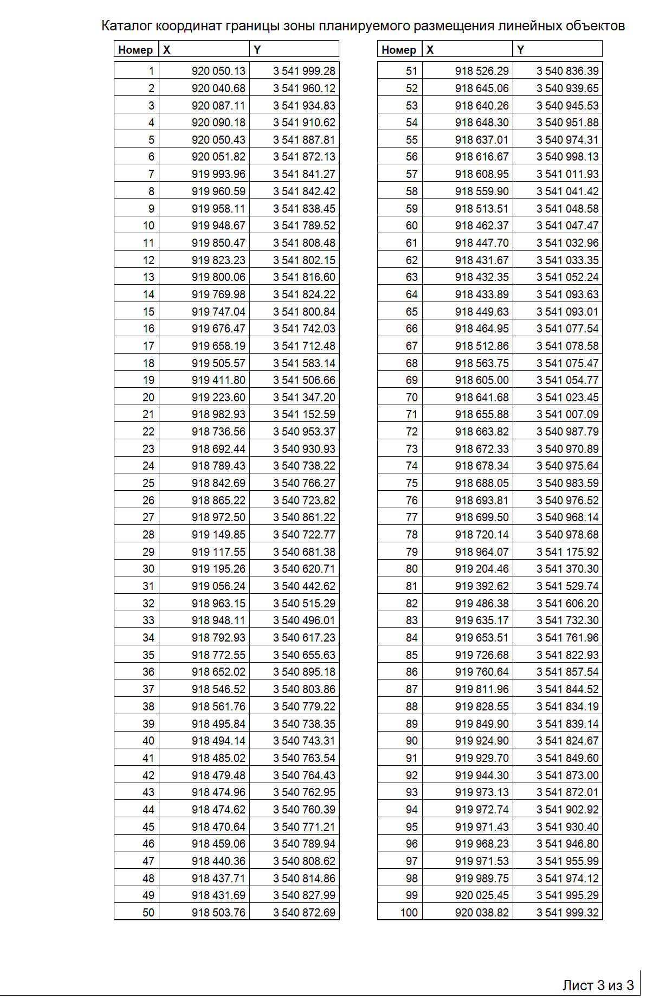 Каталог координат границы зоны планируемого размещения линейных объектов
Номер X Y
1 920 050.13 3 541 999.28
2 920 040.68 3 541 960.12
3 920 087.11 3 541 934.83
4 920 090.18 3 541 910.62
5 920 050.43 3 541 887.81
6 920 051.82 3 541 872.13
7 919 993.96 3 541 841.27
8 919 960.59 3 541 842.42
9 919 958.11 3 541 838.45
10 919 948.67 3 541 789.52
11 919 850.47 3 541 808.48
12 919 823.23 3 541 802.15
13 919 800.06 3 541 816.60
14 919 769.98 3 541 824.22
15 919 747.04 3 541 800.84
16 919 676.47 3 541 742.03
17 919 658.19 3 541 712.48
18 919 505.57 3 541 583.14
19 919 411.80 3 541 506.66
20 919 223.60 3 541 347.20
21 918 982.93 3 541 152.59
22 918 736.56 3 540 953.37
23 918 692.44 3 540 930.93
24 918 789.43 3 540 738.22
25 918 842.69 3 540 766.27
26 918 865.22 3 540 723.82
27 918 972.50 3 540 861.22
28 919 149.85 3 540 722.77
29 919 117.55 3 540 681.38
30 919 195.26 3 540 620.71
31 919 056.24 3 540 442.62
32 918 963.15 3 540 515.29
33 918 948.11 3 540 496.01
34 918 792.93 3 540 617.23
35 918 772.55 3 540 655.63
36 918 652.02 3 540 895.18
37 918 546.52 3 540 803.86
38 918 561.76 3 540 779.22
39 918 495.84 3 540 738.35
40 918 494.14 3 540 743.31
41 918 485.02 3 540 763.54
42 918 479.48 3 540 764.43
43 918 474.96 3 540 762.95
44 918 474.62 3 540 760.39
45 918 470.64 3 540 771.21
46 918 459.06 3 540 789.94
47 918 440.36 3 540 808.62
48 918 437.71 3 540 814.86
49 918 431.69 3 540 827.99
50 918 503.76 3 540 872.69
Номер X Y
51 918 526.29 3 540 836.39
52 918 645.06 3 540 939.65
53 918 640.26 3 540 945.53
54 918 648.30 3 540 951.88
55 918 637.01 3 540 974.31
56 918 616.67 3 540 998.13
57 918 608.95 3 541 011.93
58 918 559.90 3 541 041.42
59 918 513.51 3 541 048.58
60 918 462.37 3 541 047.47
61 918 447.70 3 541 032.96
62 918 431.67 3 541 033.35
63 918 432.35 3 541 052.24
64 918 433.89 3 541 093.63
65 918 449.63 3 541 093.01
66 918 464.95 3 541 077.54
67 918 512.86 3 541 078.58
68 918 563.75 3 541 075.47
69 918 605.00 3 541 054.77
70 918 641.68 3 541 023.45
71 918 655.88 3 541 007.09
72 918 663.82 3 540 987.79
73 918 672.33 3 540 970.89
74 918 678.34 3 540 975.64
75 918 688.05 3 540 983.59
76 918 693.81 3 540 976.52
77 918 699.50 3 540 968.14
78 918 720.14 3 540 978.68
79 918 964.07 3 541 175.92
80 919 204.46 3 541 370.30
81 919 392.62 3 541 529.74
82 919 486.38 3 541 606.20
83 919 635.17 3 541 732.30
84 919 653.51 3 541 761.96
85 919 726.68 3 541 822.93
86 919 760.64 3 541 857.54
87 919 811.96 3 541 844.52
88 919 828.55 3 541 834.19
89 919 849.90 3 541 839.14
90 919 924.90 3 541 824.67
91 919 929.70 3 541 849.60
92 919 944.30 3 541 873.00
93 919 973.13 3 541 872.01
94 919 972.74 3 541 902.92
95 919 971.43 3 541 930.40
96 919 968.23 3 541 946.80
97 919 971.53 3 541 955.99
98 919 989.75 3 541 974.12
99 920 025.45 3 541 995.29
100 920 038.82 3 541 999.32
Лист 3 из 3